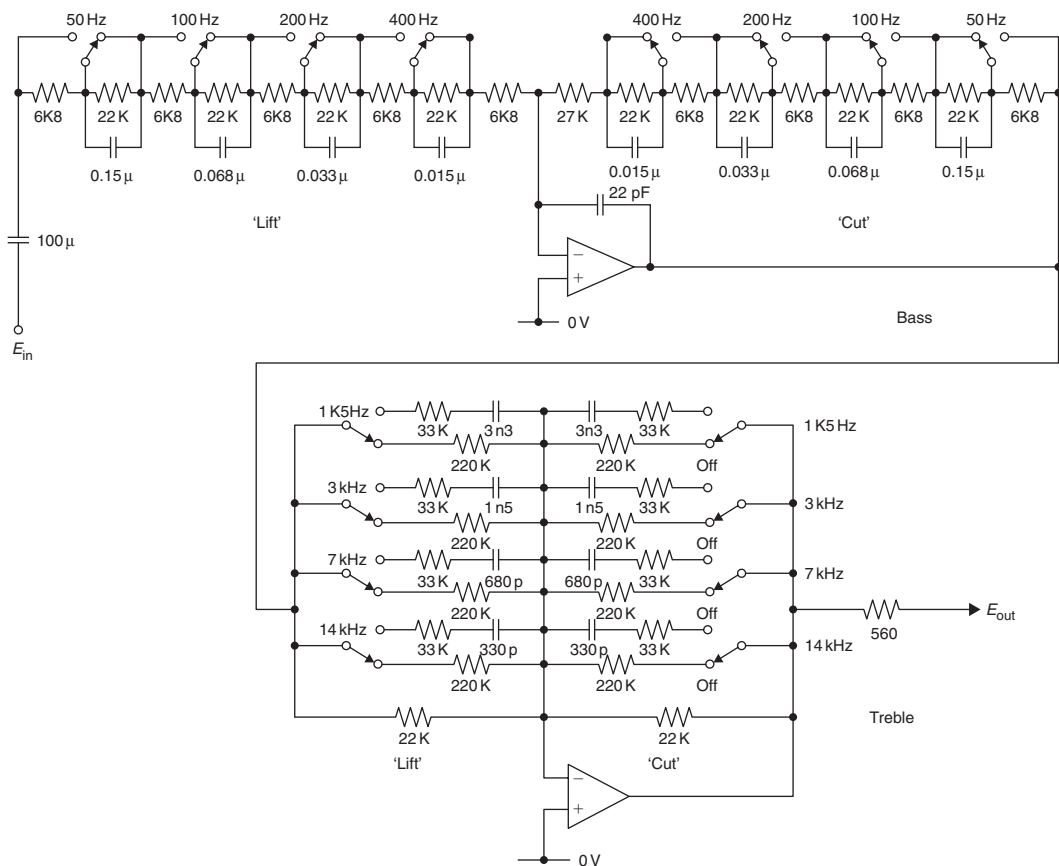 50 Hz 100 Hz 200 Hz 400 Hz 400 Hz 200 Hz 100 Hz 50 Hz
6K8 22 K 6K8 22 K 6K8 22 K 6K8 22 K 6K8 27 K 22 K 6K8 22 K 6K8 22 K 6K8 22 K 6K8
0.15 μ 0.068 μ 0.033 μ 0.015 μ 0.015 μ 0.033 μ 0.068 μ 0.15 μ
22 pF
'Lift' 'Cut'
100 μ
−
+
0 V
Bass
Ein
1 K5Hz 33 K 3 n3 3n3 33 K 1 K5 Hz
220 K 220 K Off
3 kHz 33 K 1 n5 1 n5 33 K 3 kHz
220 K 220 K Off
7 kHz 33 K 680 p 680 p 33 K 7 kHz
220 K 220 K Off
560 Eout
14 kHz 33 K 330 p 330 p 33 K 14 kHz
220 K 220 K Off
Treble
22 K 22 K
'Lift' 'Cut'
−
+
0 V